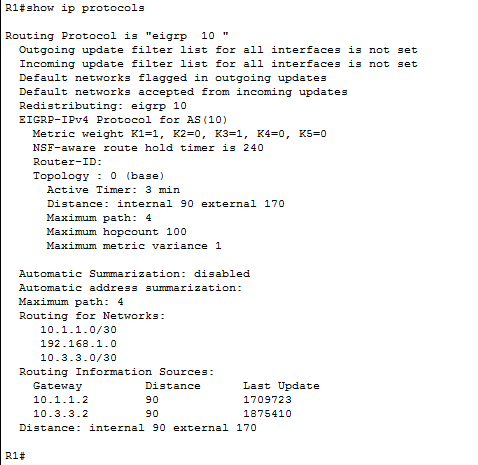 R1#show ip protocols
Routing Protocol is "eigrp  10 "
  Outgoing update filter list for all interfaces is not set
  Incoming update filter list for all interfaces is not set
  Default networks flagged in outgoing updates
  Default networks accepted from incoming updates
  Redistributing: eigrp 10
  EIGRP-IPv4 Protocol for AS(10)
    Metric weight K1=1, K2=0, K3=1, K4=0, K5=0
    NSF-aware route hold timer is 240
    Router-ID:
    Topology : 0 (base)
      Active Timer: 3 min
      Distance: internal 90 external 170
      Maximum path: 4
      Maximum hopcount 100
      Maximum metric variance 1
  Automatic Summarization: disabled
  Automatic address summarization:
  Maximum path: 4
  Routing for Networks:
     10.1.1.0/30
     192.168.1.0
     10.3.3.0/30
  Routing Information Sources:
    Gateway         Distance      Last Update
    10.1.1.2        90            1709723
    10.3.3.2        90            1875410
  Distance: internal 90 external 170
R1#